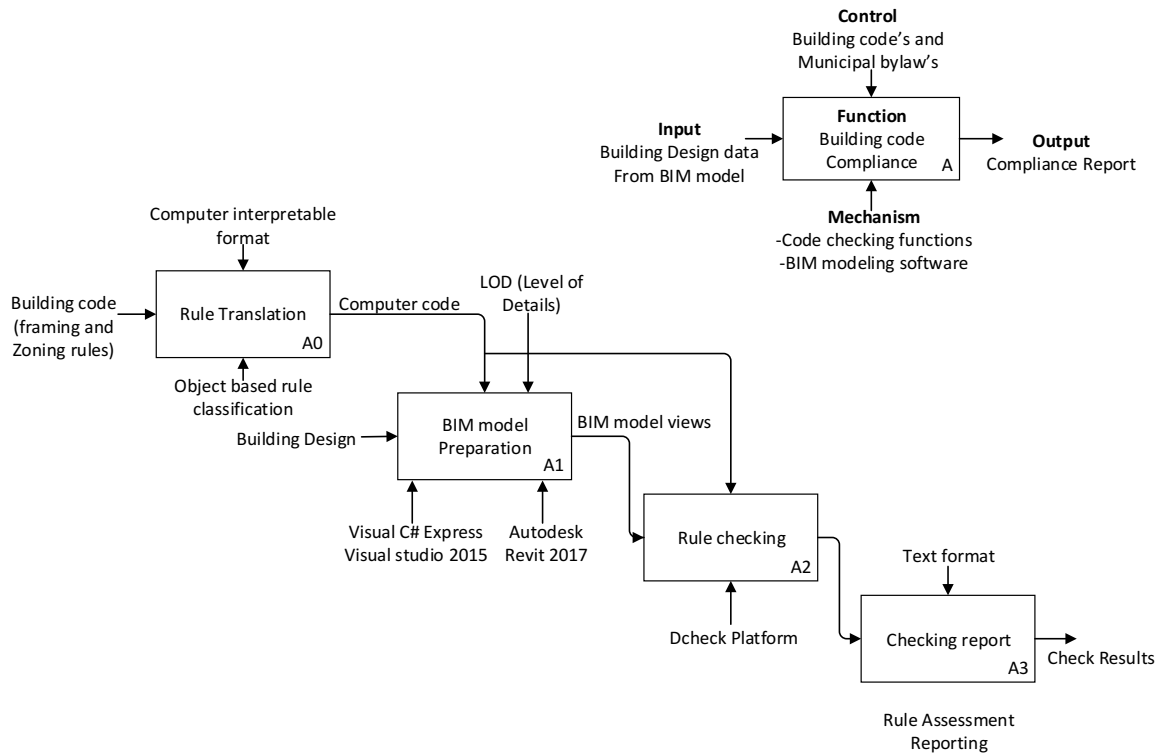 Control
Building code's and
Municipal bylaw's
Function
Building code
Compliance
A
Input
Building Design data
From BIM model
Output
Compliance Report
Mechanism
-Code checking functions
-BIM modeling software
Computer interpretable
format
Building code
(framing and
Zoning rules)
Rule Translation
A0
Computer code
LOD (Level of
Details)
Object based rule
classification
Building Design
BIM model
Preparation
A1
BIM model views
Visual C# Express
Visual studio 2015
Autodesk
Revit 2017
Rule checking
A2
Dcheck Platform
Text format
Checking report
A3
Check Results
Rule Assessment
Reporting